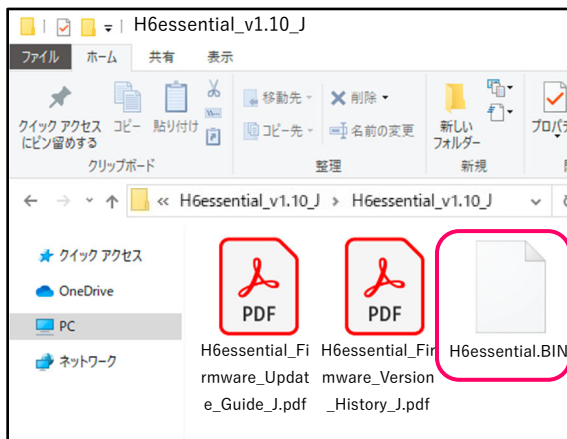 H6essential_v1.10_J
ファイル ホーム 共有 表示
クイック アクセス
にピン留めする
コピー
貼り付け
移動先
コピー先
削除
名前の変更
新しい
フォルダー
プロパテ
クリップボード 整理 新規
« H6essential_v1.10_J > H6essential_v1.10_J
クイック アクセス
OneDrive
PC
ネットワーク
PDF
H6essential_Fi
rmware_Updat
e_Guide_J.pdf
PDF
H6essential_Fir
mware_Version
_History_J.pdf
H6essential.BIN